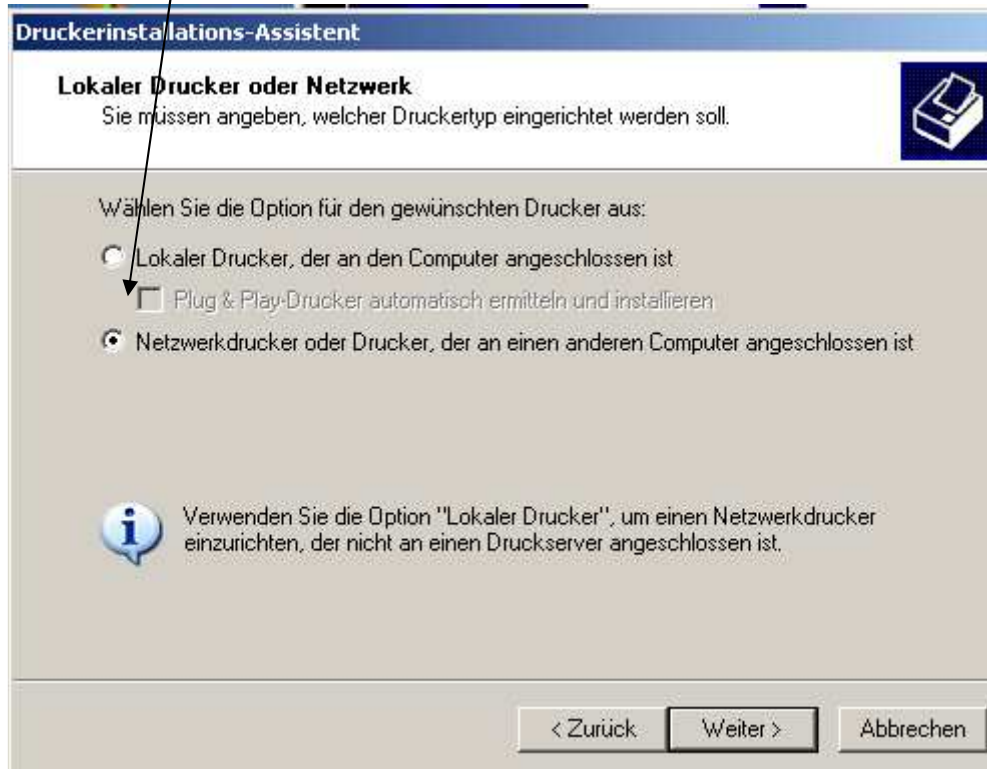 Druckerinstallations-Assistent
Lokaler Drucker oder Netzwerk
Sie müssen angeben, welcher Druckertyp eingerichtet werden soll.
Wählen Sie die Option für den gewünschten Drucker aus:
Lokaler Drucker, der an den Computer angeschlossen ist
Plug & Play-Drucker automatisch ermitteln und installieren
Netzwerkdrucker oder Drucker, der an einen anderen Computer angeschlossen ist
Verwenden Sie die Option "Lokaler Drucker", um einen Netzwerkdrucker
einzurichten, der nicht an einen Druckserver angeschlossen ist.
< Zurück Weiter > Abbrechen